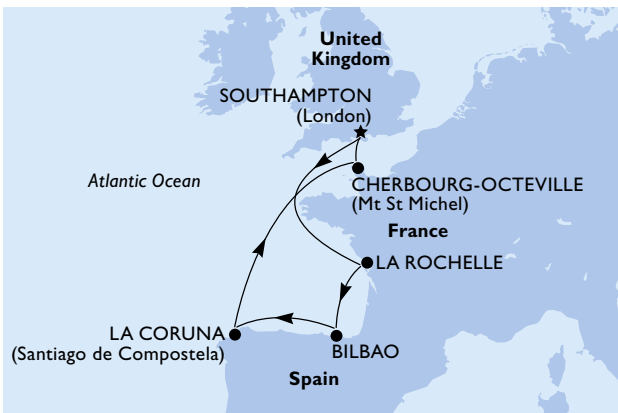 United
Kingdom
SOUTHAMPTON
(London)
Atlantic Ocean
CHERBOURG-OCTEVILLE
(Mt St Michel)
France
LA ROCHELLE
LA CORUNA
(Santiago de Compostela)
BILBAO
Spain